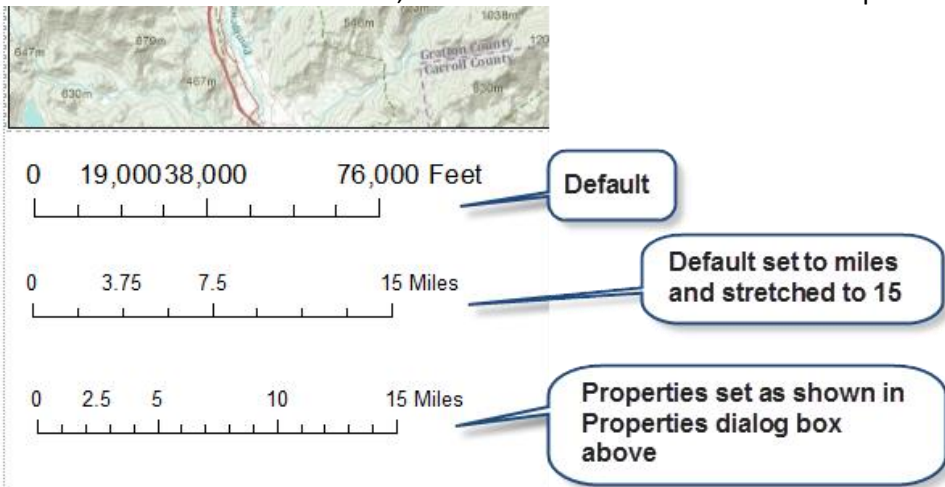 1038m
546m
679m
647m
Grafton County
Carroll County
467m
630m
0 19,000 38,000 76,000 Feet
Default
0 3.75 7.5 15 Miles
Default set to miles
and stretched to 15
0 2.5 5 10 15 Miles
Properties set as shown in
Properties dialog box
above